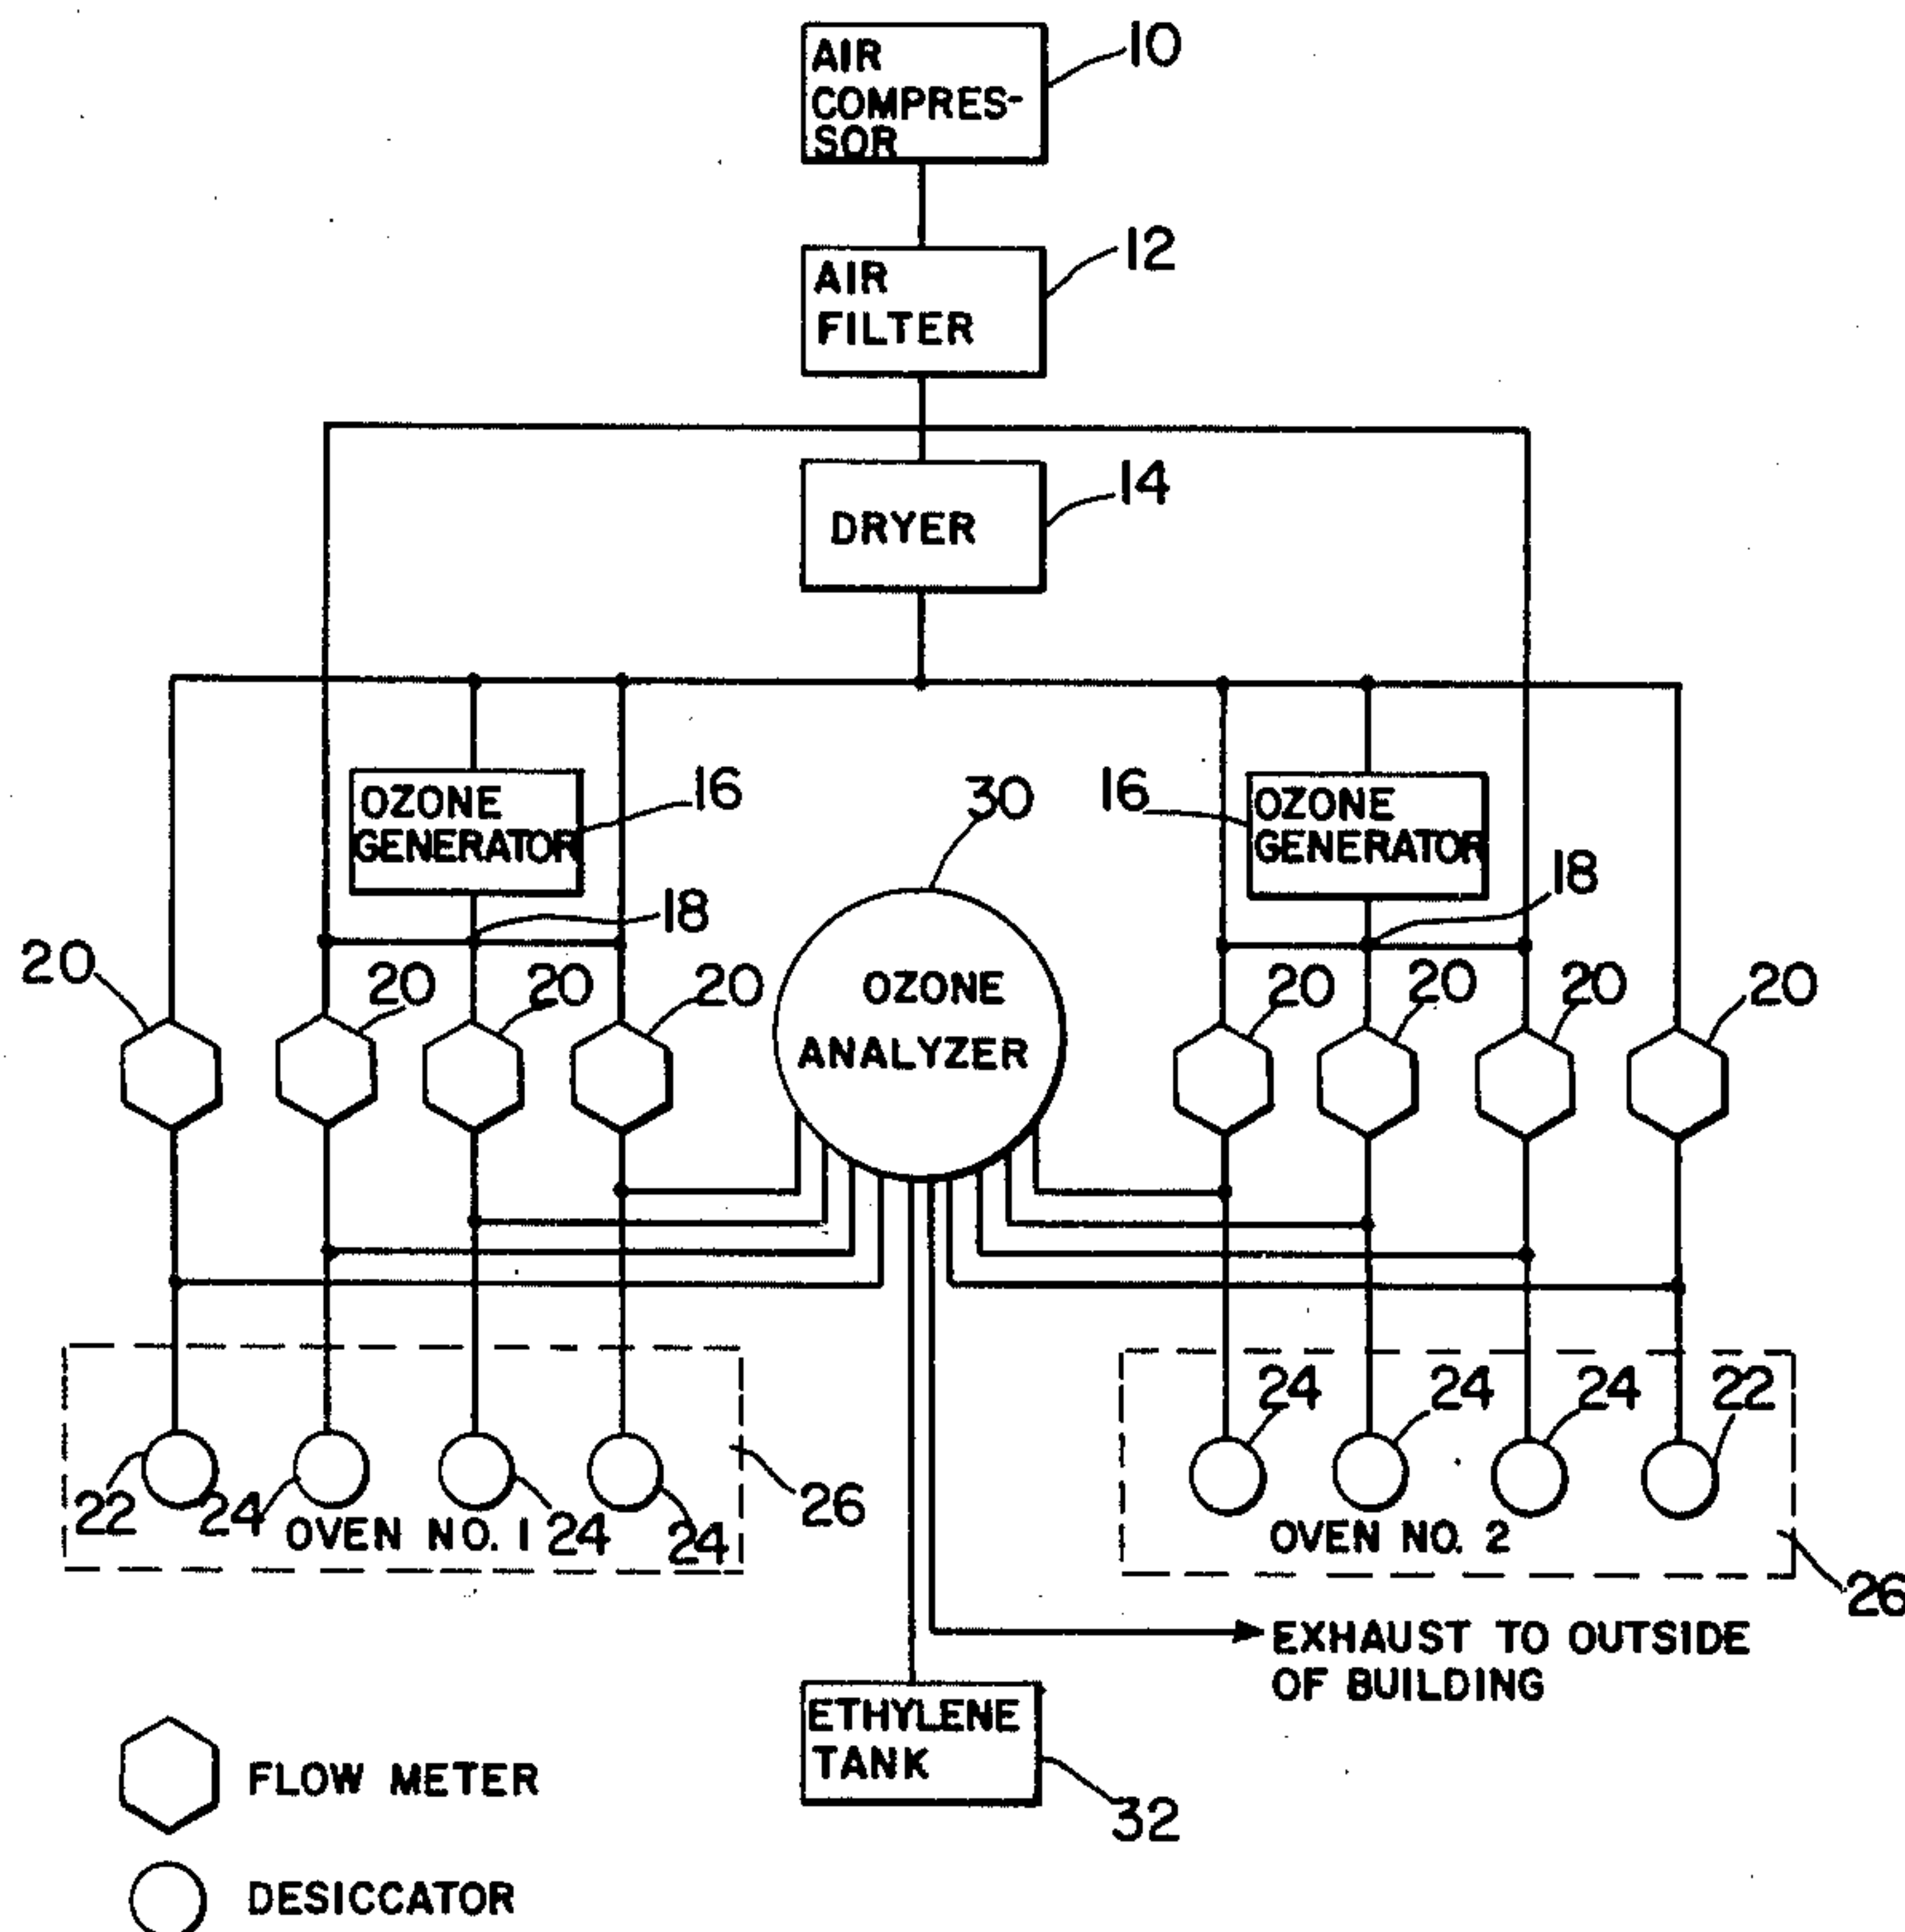 AIR
COMPRES-
SOR
10
AIR
FILTER
12
DRYER
14
OZONE
GENERATOR
16
30
16
OZONE
GENERATOR
18
18
20
20
20
20
OZONE
ANALYZER
20
20
20
20
24
24
24
22
22
24
OVEN NO. 1
24
24
26
OVEN NO. 2
26
EXHAUST TO OUTSIDE
OF BUILDING
ETHYLENE
TANK
32
FLOW METER
DESICCATOR